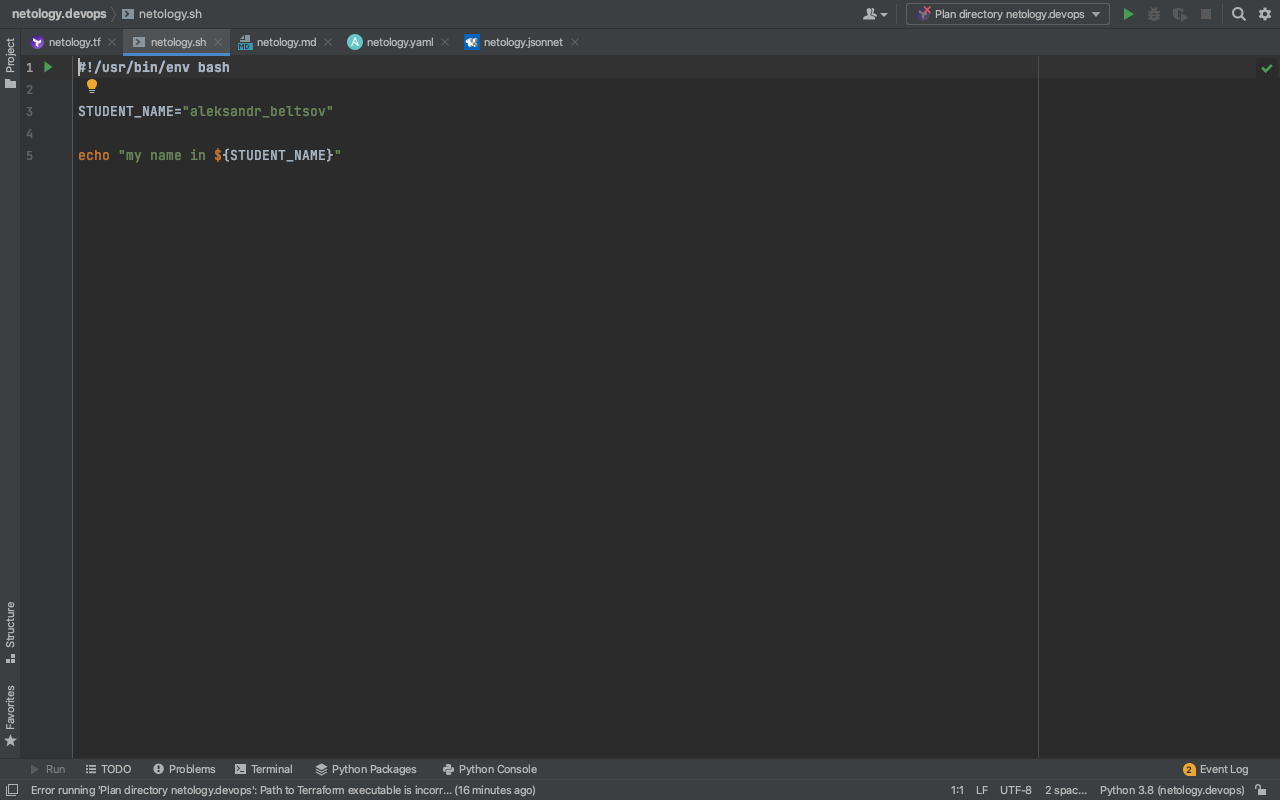 netology.devops netology.sh Plan directory netology.devops
netology.tf netology.sh netology.md netology.yaml netology.jsonnet
Project
1 #!/usr/bin/env bash
2
3 STUDENT_NAME="aleksandr_beltsov"
4
5 echo "my name in ${STUDENT_NAME}"
Structure
Favorites
Run TODO Problems Terminal Python Packages Python Console 2 Event Log
Error running 'Plan directory netology.devops': Path to Terraform executable is incorr... (16 minutes ago) 1:1 LF UTF-8 2 spac... Python 3.8 (netology.devops)